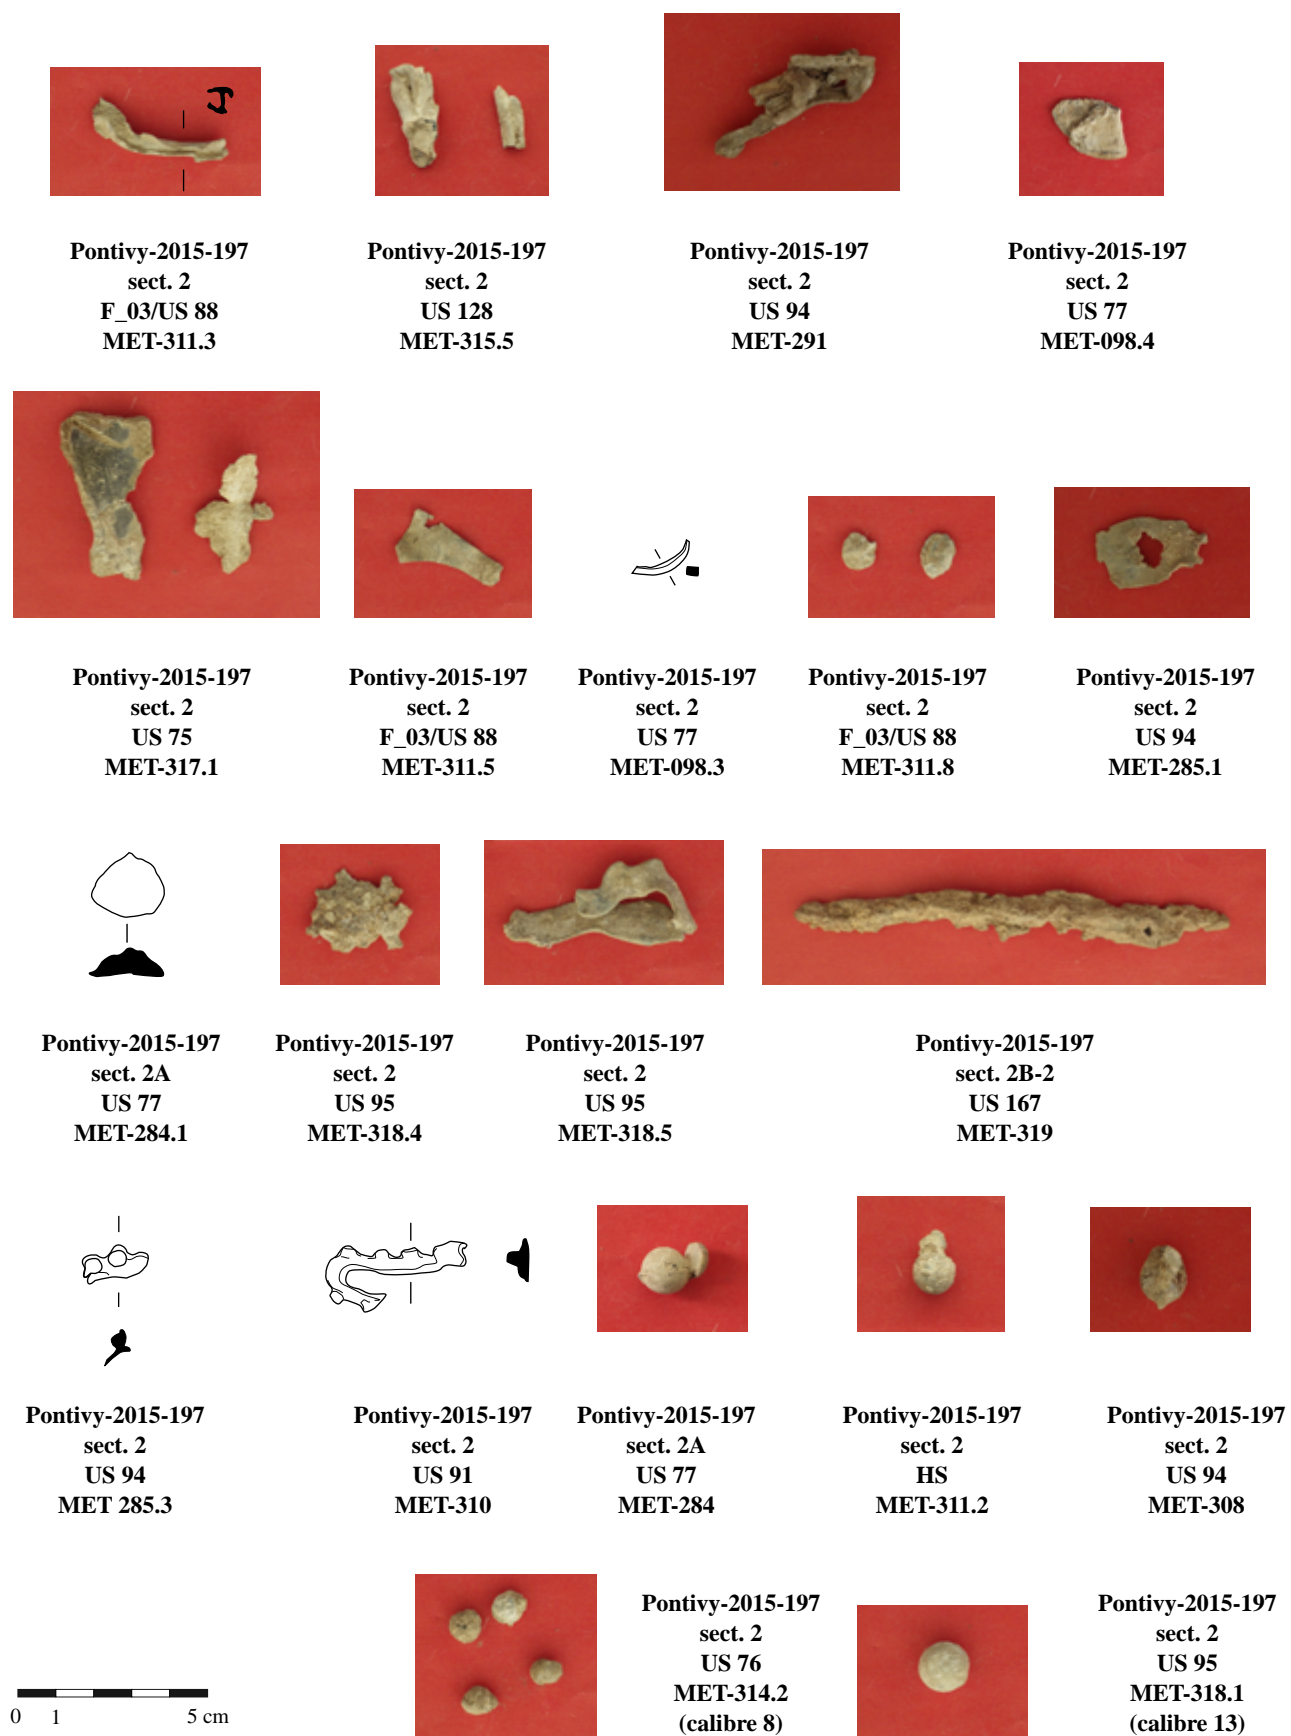 Pontivy-2015-197
sect. 2
F_03/US 88
MET-311.3
Pontivy-2015-197
sect. 2
US 128
MET-315.5
Pontivy-2015-197
sect. 2
US 94
MET-291
Pontivy-2015-197
sect. 2
US 77
MET-098.4
Pontivy-2015-197
sect. 2
US 75
MET-317.1
Pontivy-2015-197
sect. 2
F_03/US 88
MET-311.5
Pontivy-2015-197
sect. 2
US 77
MET-098.3
Pontivy-2015-197
sect. 2
F_03/US 88
MET-311.8
Pontivy-2015-197
sect. 2
US 94
MET-285.1
Pontivy-2015-197
sect. 2A
US 77
MET-284.1
Pontivy-2015-197
sect. 2
US 95
MET-318.4
Pontivy-2015-197
sect. 2
US 95
MET-318.5
Pontivy-2015-197
sect. 2B-2
US 167
MET-319
Pontivy-2015-197
sect. 2
US 94
MET 285.3
Pontivy-2015-197
sect. 2
US 91
MET-310
Pontivy-2015-197
sect. 2A
US 77
MET-284
Pontivy-2015-197
sect. 2
HS
MET-311.2
Pontivy-2015-197
sect. 2
US 94
MET-308
Pontivy-2015-197
sect. 2
US 76
MET-314.2
(calibre 8)
Pontivy-2015-197
sect. 2
US 95
MET-318.1
(calibre 13)
0 1 5 cm